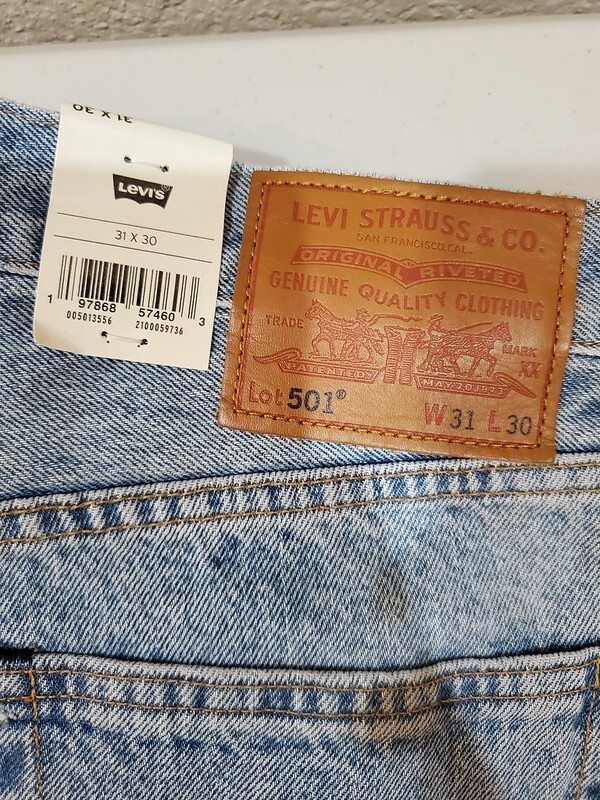 31 X 30
Levi's®
31 X 30
1 97868 57460 3
005013556 2100059736
LEVI STRAUSS & CO.
SAN FRANCISCO,CAL.
ORIGINAL RIVETED
GENUINE QUALITY CLOTHING
TRADE MARK
XX
PATENTED MAY 20 1873
Lot 501® W31 L30